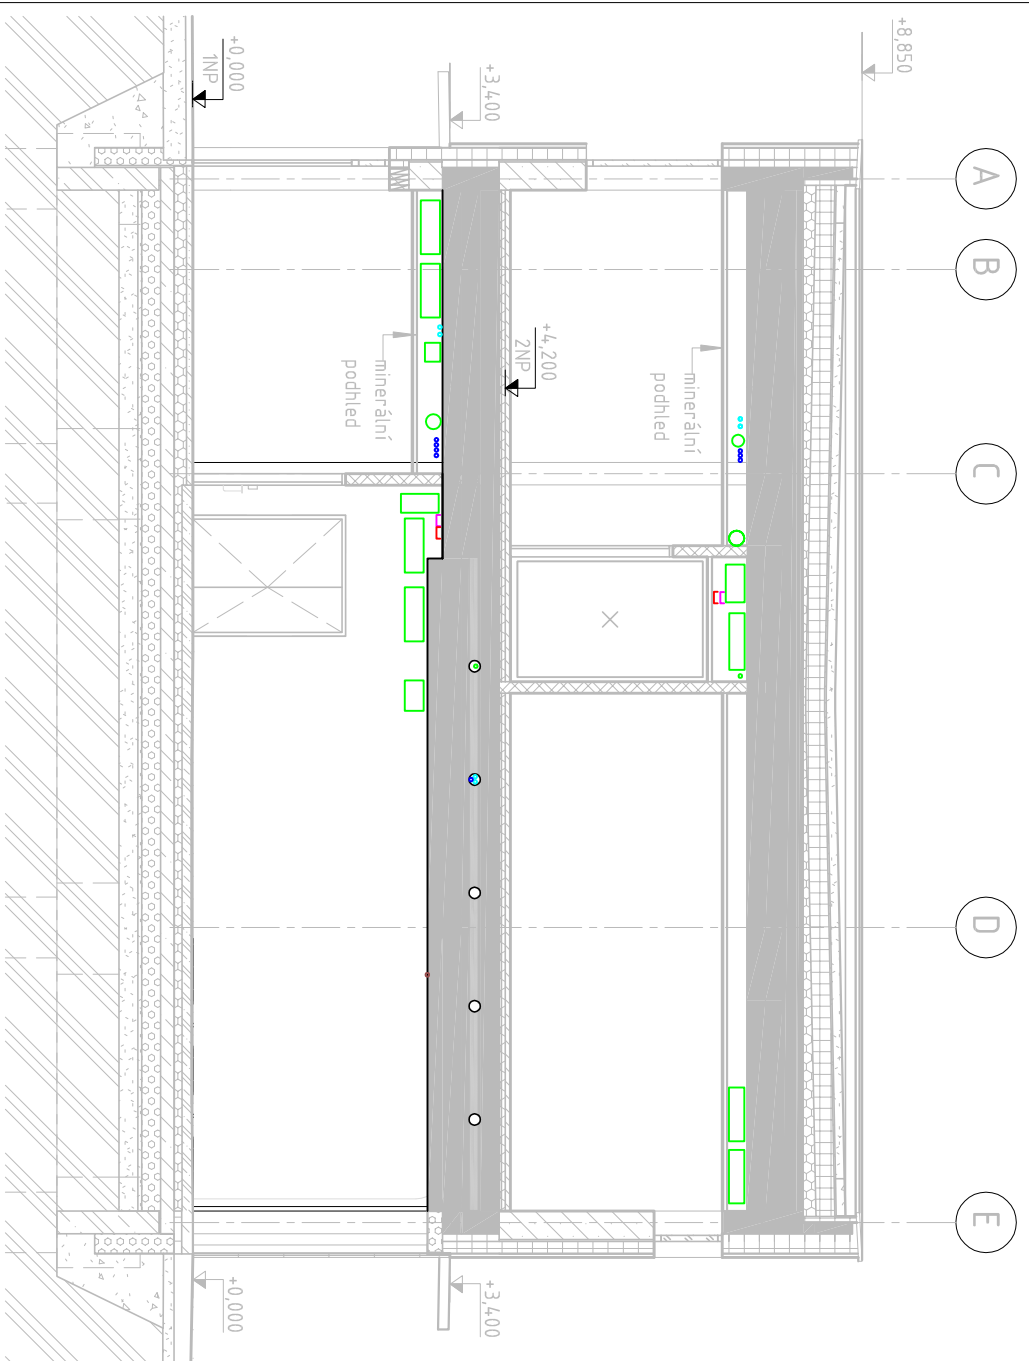 A
B
C
D
E
+8,850
minerální
podhled
+4,200
2NP
+3,400
minerální
podhled
+0,000
1NP
+3,400
+0,000